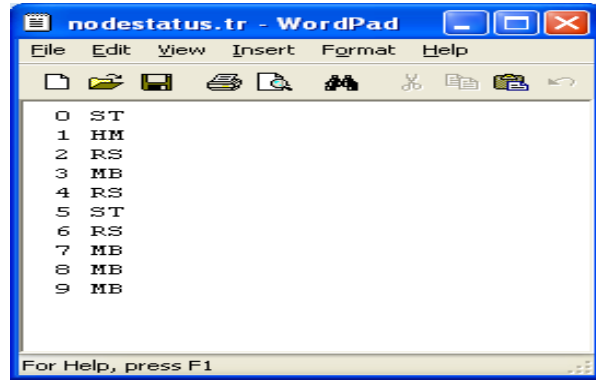 nodestatus.tr - WordPad
File Edit View Insert Format Help
0 ST
1 HM
2 RS
3 MB
4 RS
5 ST
6 RS
7 MB
8 MB
9 MB
For Help, press F1